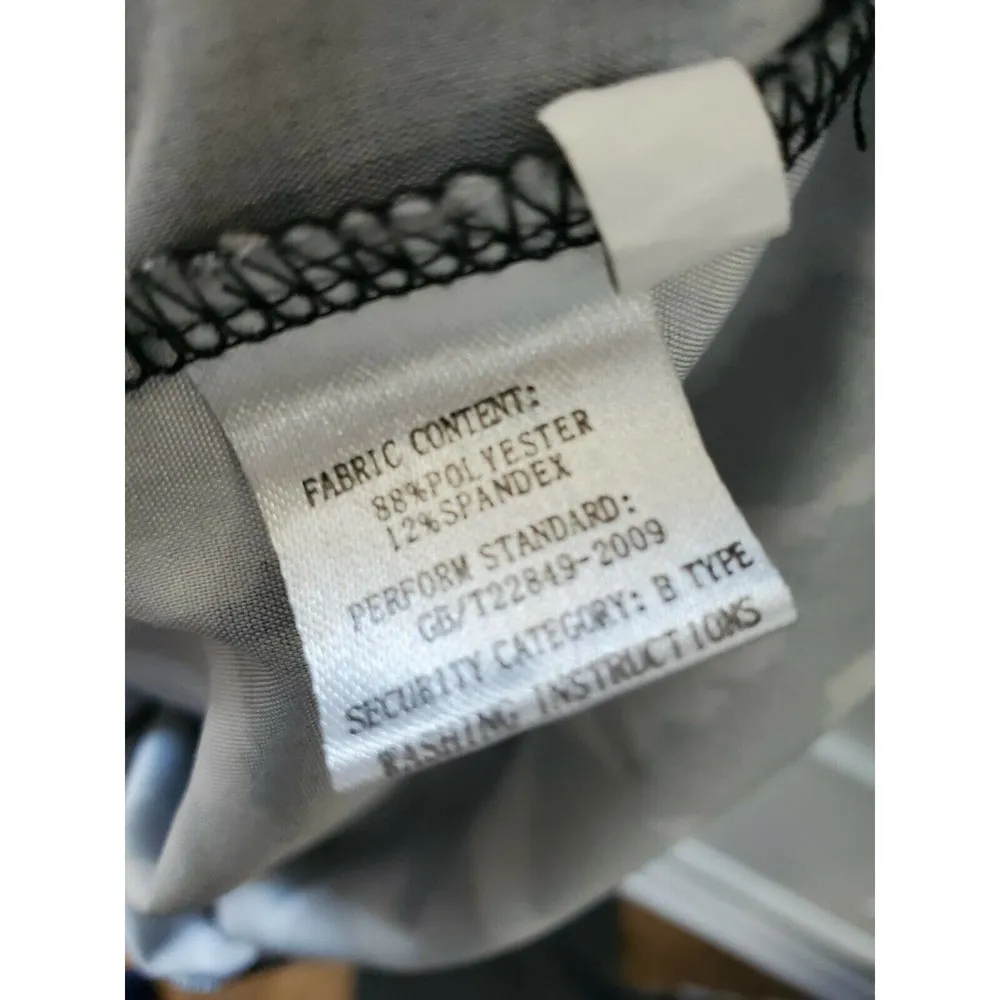 FABRIC CONTENT:
88%POLYESTER
12%SPANDEX
PERFORM STANDARD:
GB/T22849-2009
SECURITY CATEGORY: B TYPE
WASHING INSTRUCTIONS